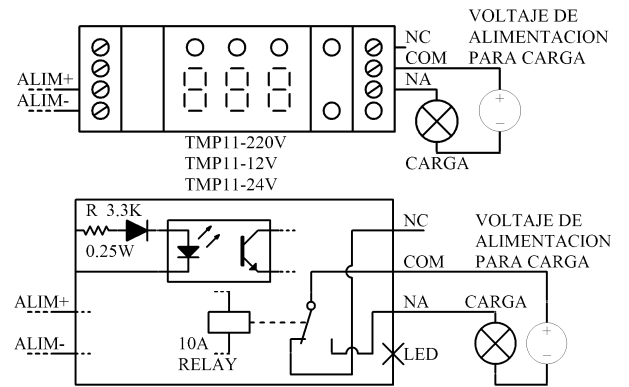 VOLTAJE DE
ALIMENTACION
PARA CARGA
NC
COM
NA
ALIM+
ALIM-
+
−
CARGA
TMP11-220V
TMP11-12V
TMP11-24V
R 3.3K
0.25W
NC
VOLTAJE DE
ALIMENTACION
PARA CARGA
COM
ALIM+
NA
CARGA
ALIM-
10A
RELAY
LED
+
−